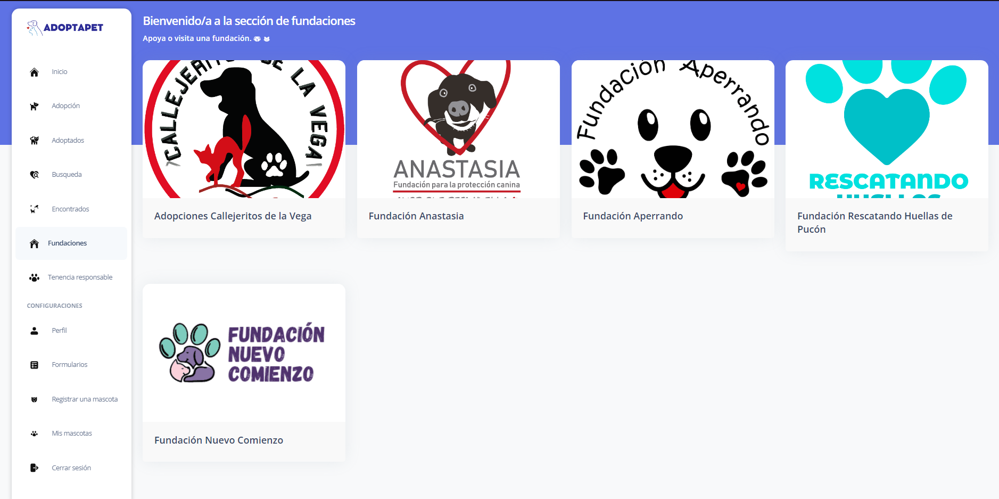 ADOPTAPET
Inicio
Adopción
Adoptados
Busqueda
Encontrados
Fundaciones
Tenencia responsable
CONFIGURACIONES
Perfil
Formularios
Registrar una mascota
Mis mascotas
Cerrar sesión
Bienvenido/a a la sección de fundaciones
Apoya o visita una fundación.
CALLEJERITOS DE LA VEGA
Adopciones Callejeritos de la Vega
ANASTASIA
Fundación para la protección canina
Fundación Anastasia
Fundación Aperrando
Fundación Aperrando
RESCATANDO
HUELLAS
Fundación Rescatando Huellas de
Pucón
FUNDACIÓN
NUEVO
COMIENZO
Fundación Nuevo Comienzo